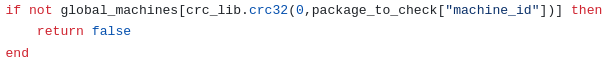 if not global_machines[crc_lib.crc32(0,package_to_check["machine_id"])] then
    return false
end